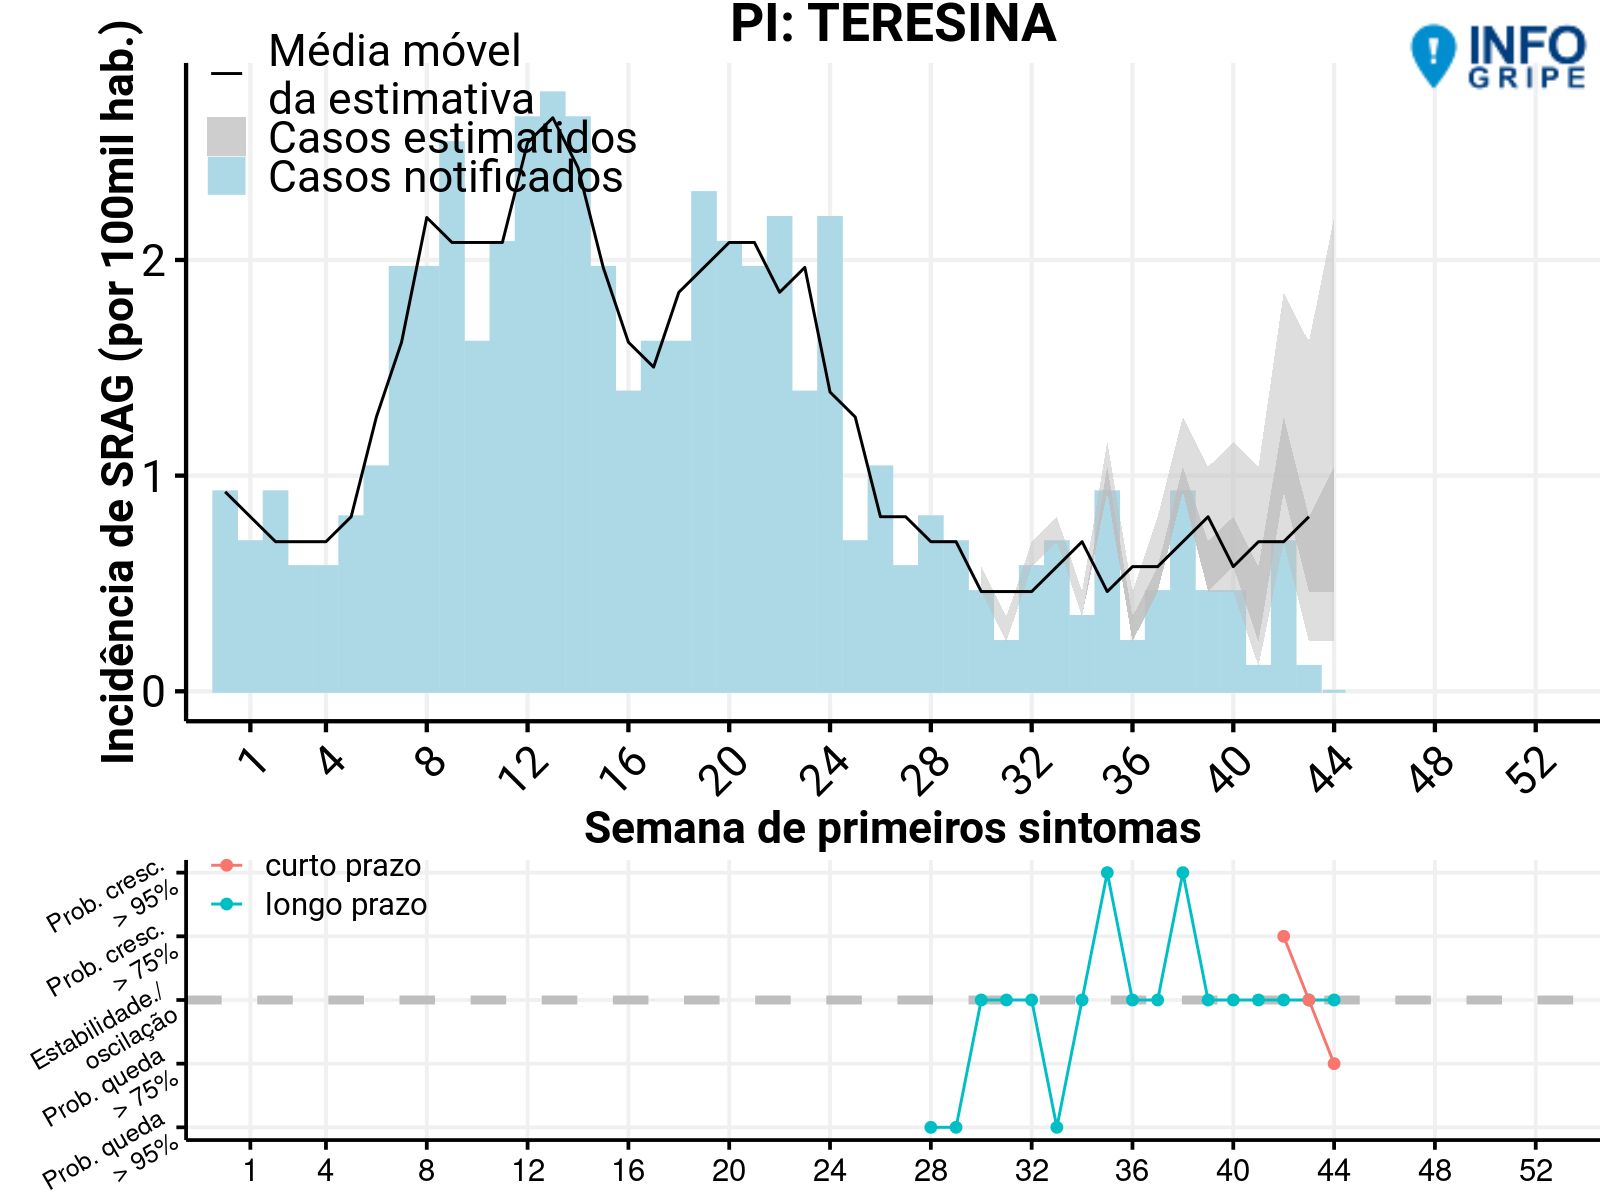 PI: TERESINA
INFO
GRIPE
Média móvel
da estimativa
Casos estimatidos
Casos notificados
Incidência de SRAG (por 100mil hab.)
2
1
0
1 4 8 12 16 20 24 28 32 36 40 44 48 52
Semana de primeiros sintomas
curto prazo
longo prazo
Prob. cresc.
> 95%
Prob. cresc.
> 75%
Estabilidade./
oscilação
Prob. queda
> 75%
Prob. queda
> 95%
1 4 8 12 16 20 24 28 32 36 40 44 48 52